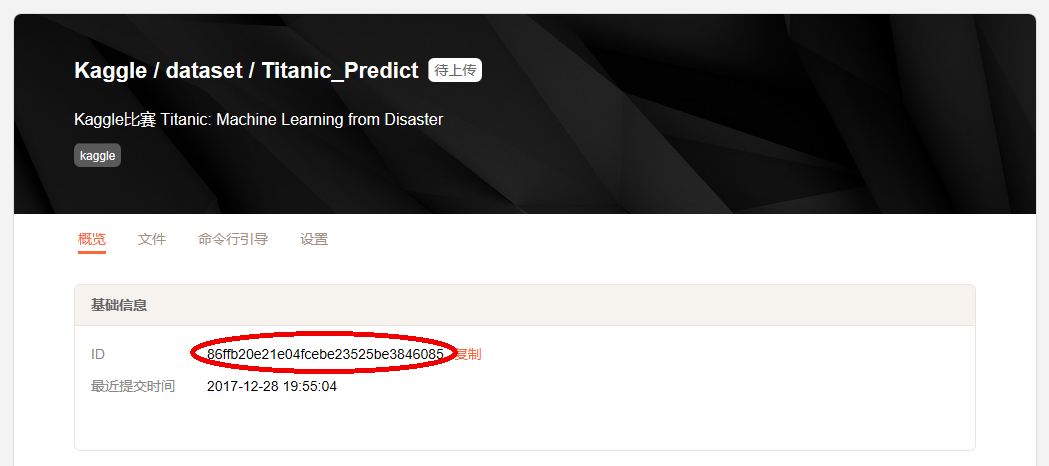 Kaggle / dataset / Titanic_Predict 待上传
Kaggle比赛 Titanic: Machine Learning from Disaster
kaggle
概览 文件 命令行引导 设置
基础信息
ID 86ffb20e21e04fcebe23525be3846085 复制
最近提交时间 2017-12-28 19:55:04